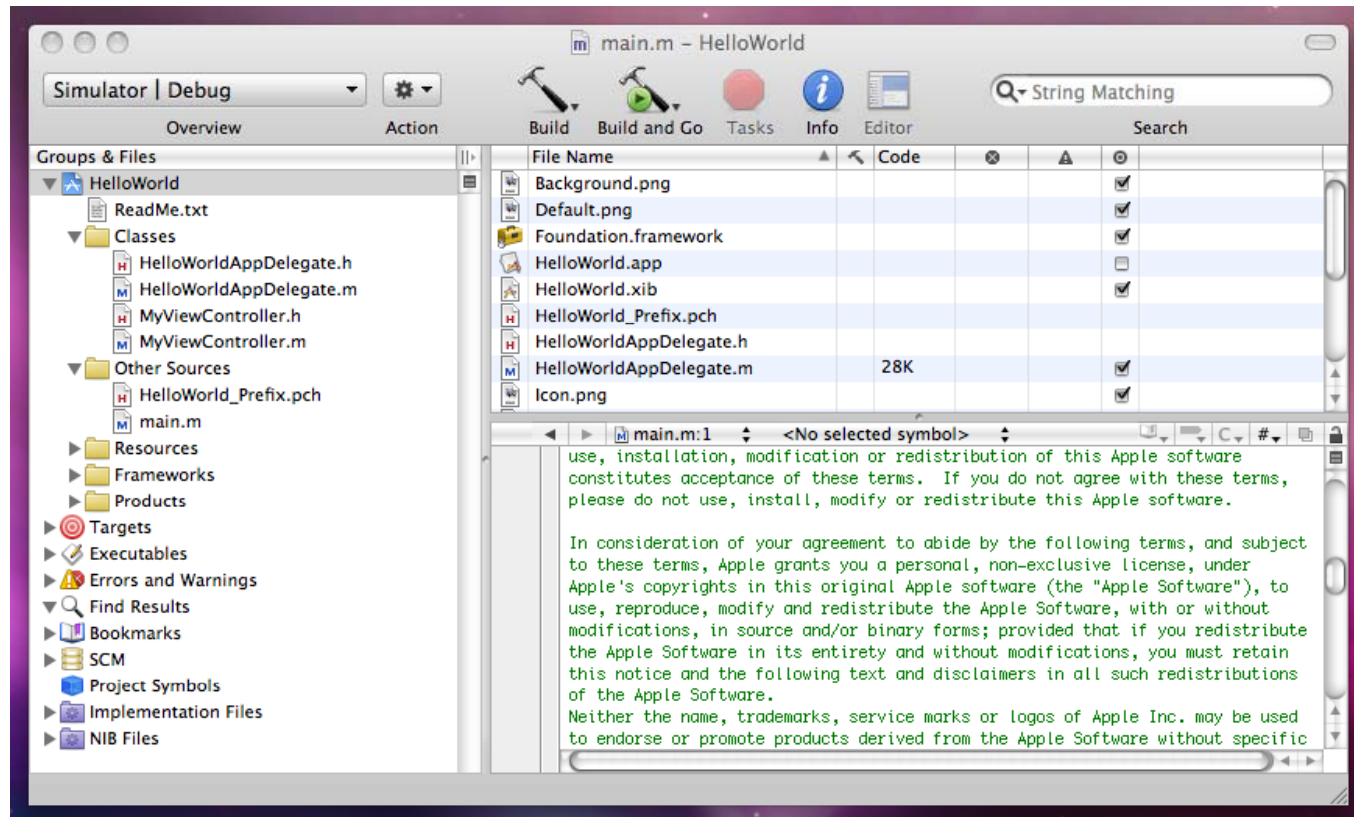 main.m – HelloWorld
Simulator | Debug
Overview
Action
Build
Build and Go
Tasks
Info
Editor
String Matching
Search
Groups & Files
HelloWorld
ReadMe.txt
Classes
HelloWorldAppDelegate.h
HelloWorldAppDelegate.m
MyViewController.h
MyViewController.m
Other Sources
HelloWorld_Prefix.pch
main.m
Resources
Frameworks
Products
Targets
Executables
Errors and Warnings
Find Results
Bookmarks
SCM
Project Symbols
Implementation Files
NIB Files
File Name Code
Background.png
Default.png
Foundation.framework
HelloWorld.app
HelloWorld.xib
HelloWorld_Prefix.pch
HelloWorldAppDelegate.h
HelloWorldAppDelegate.m 28K
Icon.png
main.m:1 <No selected symbol> C #
use, installation, modification or redistribution of this Apple software
constitutes acceptance of these terms.  If you do not agree with these terms,
please do not use, install, modify or redistribute this Apple software.
In consideration of your agreement to abide by the following terms, and subject
to these terms, Apple grants you a personal, non-exclusive license, under
Apple's copyrights in this original Apple software (the "Apple Software"), to
use, reproduce, modify and redistribute the Apple Software, with or without
modifications, in source and/or binary forms; provided that if you redistribute
the Apple Software in its entirety and without modifications, you must retain
this notice and the following text and disclaimers in all such redistributions
of the Apple Software.
Neither the name, trademarks, service marks or logos of Apple Inc. may be used
to endorse or promote products derived from the Apple Software without specific